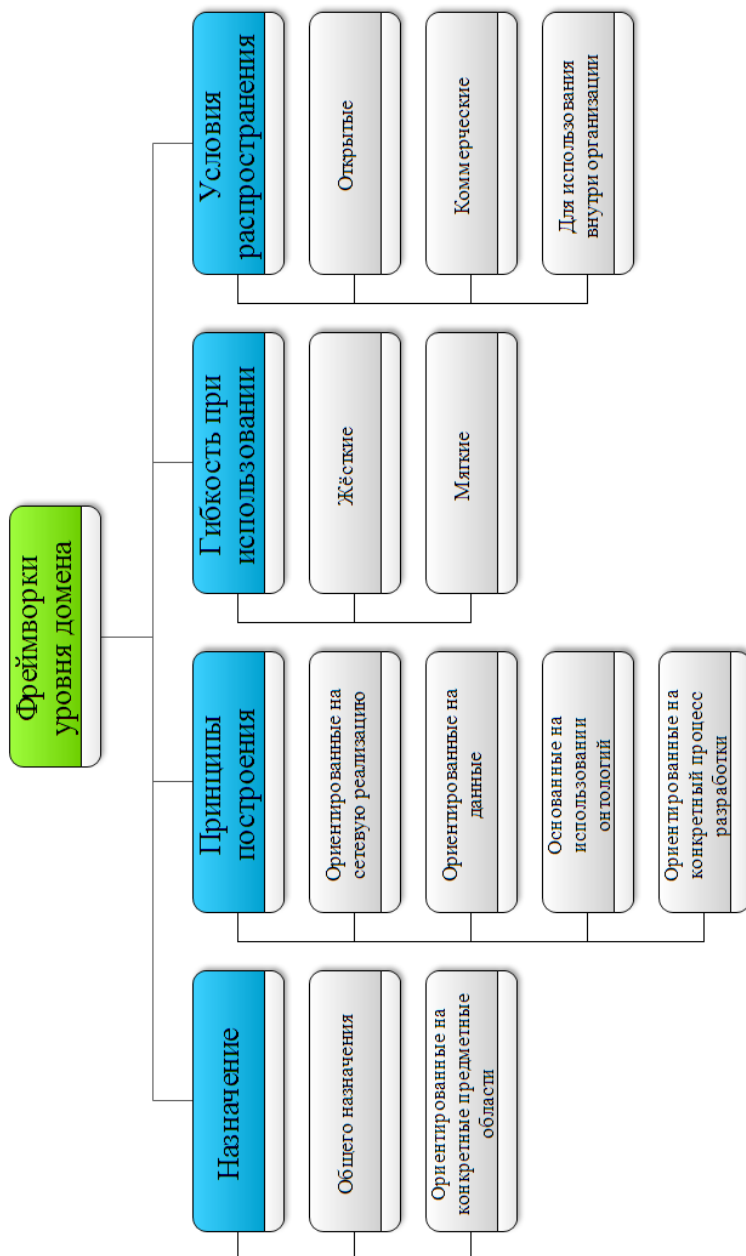 Фреймворки
уровня домена
Назначение
Общего назначения
Ориентированные на
конкретные предметные
области
Принципы
построения
Ориентированные на
сетевую реализацию
Ориентированные на
данные
Основанные на
использовании
онтологий
Ориентированные на
конкретный процесс
разработки
Гибкость при
использовании
Жёсткие
Мягкие
Условия
распространения
Открытые
Коммерческие
Для использования
внутри организации